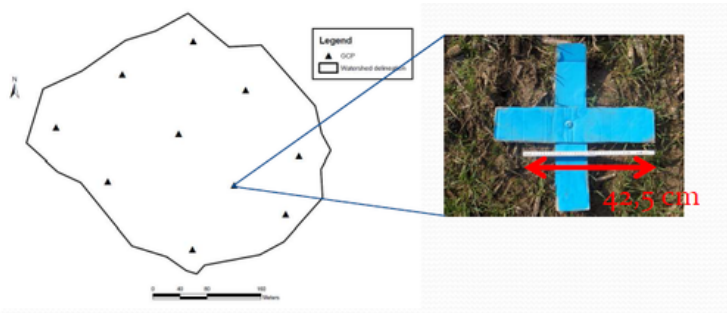 Legend
GCP
Watershed delineation
N
42,5 cm
0 40 80 160
Meters